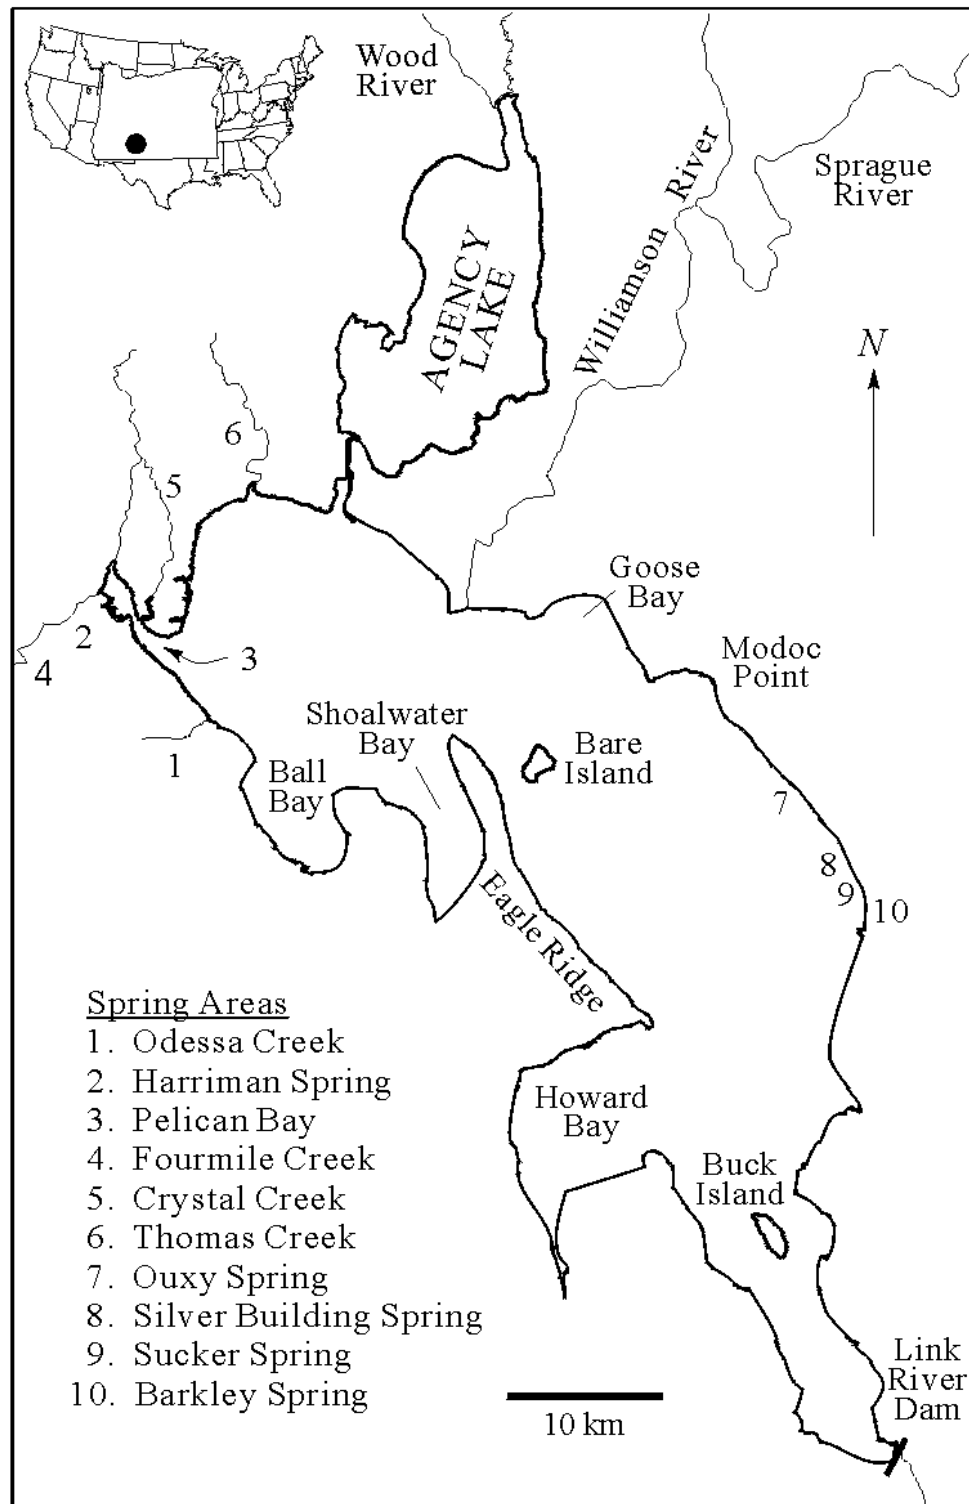 Wood
River
Sprague
River
Williamson River
AGENCY
LAKE
N
6
5
Goose
Bay
2
3
4
Modoc
Point
Shoalwater
Bay
Bare
Island
1
Ball
Bay
7
8
9
10
Eagle Ridge
Spring Areas
1. Odessa Creek
2. Harriman Spring
3. Pelican Bay
4. Fourmile Creek
5. Crystal Creek
6. Thomas Creek
7. Ouxy Spring
8. Silver Building Spring
9. Sucker Spring
10. Barkley Spring
Howard
Bay
Buck
Island
Link
River
Dam
10 km